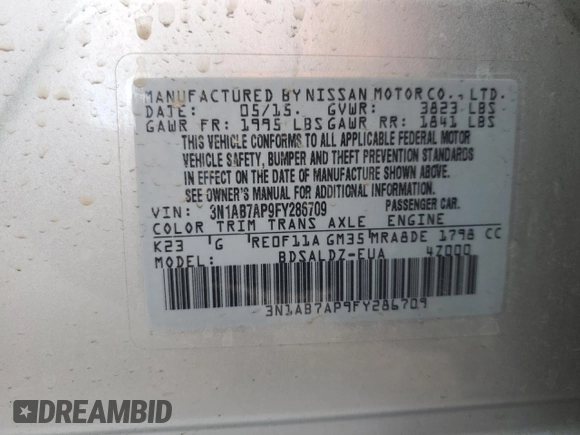 MANUFACTURED BY NISSAN MOTOR CO., LTD.
DATE: 05/15. GVWR: 3823 LBS
GAWR FR: 1995 LBS GAWR RR: 1841 LBS
THIS VEHICLE CONFORMS TO ALL APPLICABLE FEDERAL MOTOR
VEHICLE SAFETY, BUMPER AND THEFT PREVENTION STANDARDS
IN EFFECT ON THE DATE OF MANUFACTURE SHOWN ABOVE.
SEE OWNER'S MANUAL FOR ADDITIONAL INFORMATION.
VIN: 3N1AB7AP9FY286709 PASSENGER CAR.
COLOR TRIM TRANS AXLE ENGINE
K23 G RE0F11A GM35 MRA8DE 1798 CC
BDSALDZ-EUA 4Z000
3N1AB7AP9FY286709
DREAMBID